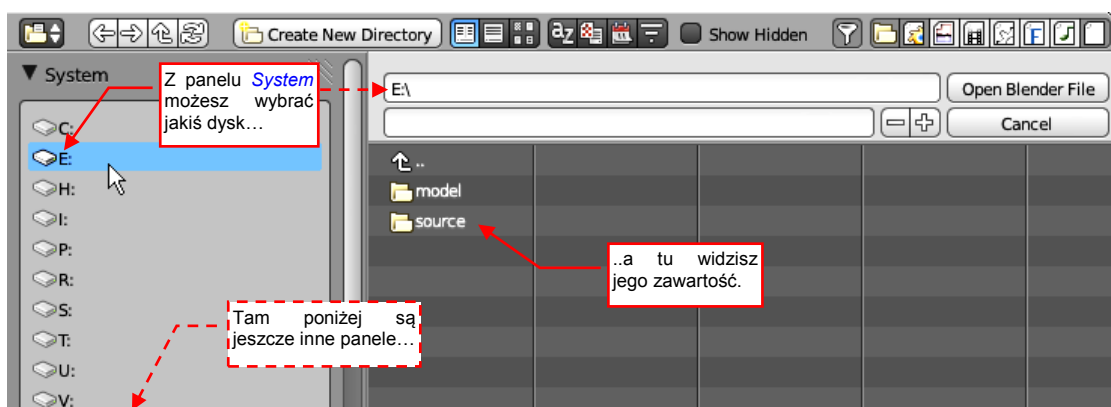 Create New Directory
Show Hidden
F
System
Z panelu System
możesz wybrać
jakiś dysk…
E:\
Open Blender File
Cancel
C:
E:
H:
I:
P:
R:
S:
T:
U:
V:
..
model
source
..a tu widzisz
jego zawartość.
Tam poniżej są
jeszcze inne panele…